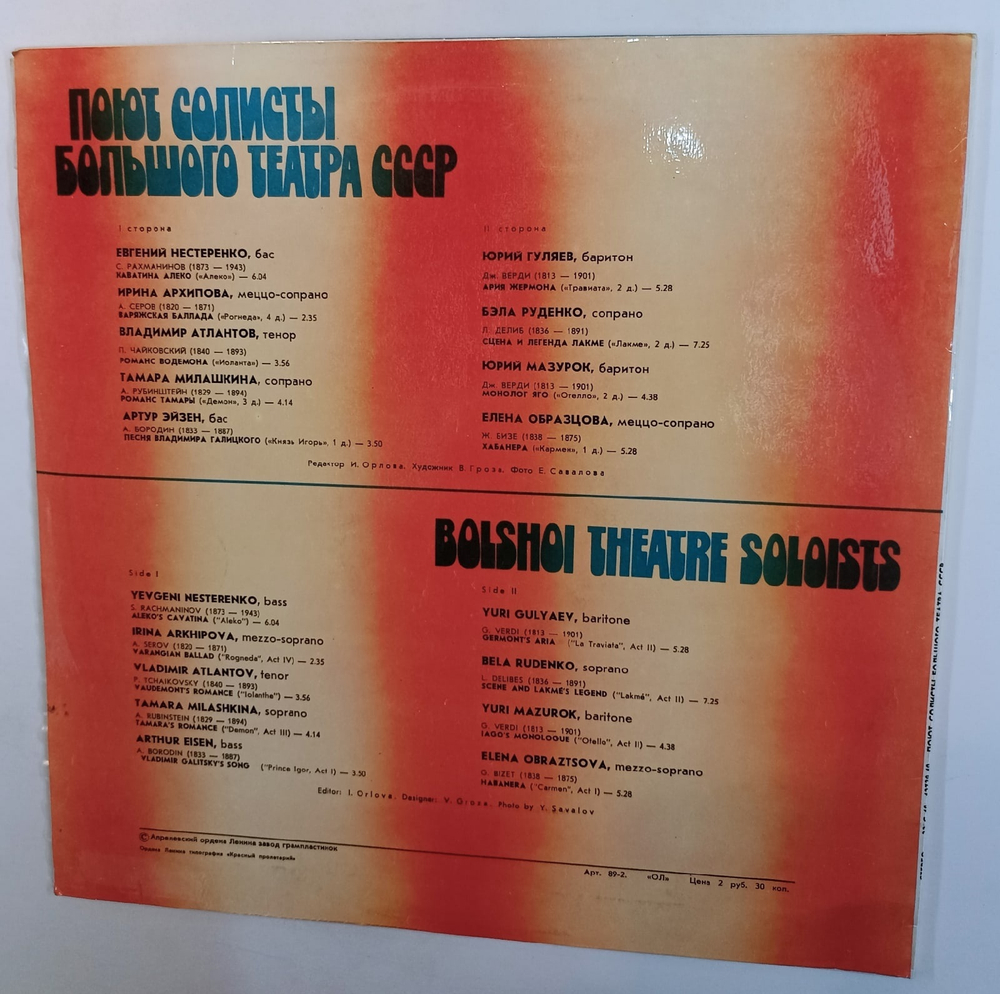 ПОЮТ СОЛИСТЫ
БОЛЬШОГО ТЕАТРА СССР
I сторона
ЕВГЕНИЙ НЕСТЕРЕНКО, бас
С. РАХМАНИНОВ (1873 — 1943)
КАВАТИНА АЛЕКО («Алеко») — 6.04
ИРИНА АРХИПОВА, меццо-сопрано
А. СЕРОВ (1820 — 1871)
ВАРЯЖСКАЯ БАЛЛАДА («Рогнеда», 4 д.) — 2.35
ВЛАДИМИР АТЛАНТОВ, тенор
П. ЧАЙКОВСКИЙ (1840 — 1893)
РОМАНС ВОДЕМОНА («Иоланта») — 3.56
ТАМАРА МИЛАШКИНА, сопрано
А. РУБИНШТЕЙН (1829 — 1894)
РОМАНС ТАМАРЫ («Демон», 3 д.) — 4.14
АРТУР ЭЙЗЕН, бас
А. БОРОДИН (1833 — 1887)
ПЕСНЯ ВЛАДИМИРА ГАЛИЦКОГО («Князь Игорь», 1 д.) — 3.50
II сторона
ЮРИЙ ГУЛЯЕВ, баритон
Дж. ВЕРДИ (1813 — 1901)
АРИЯ ЖЕРМОНА («Травиата», 2 д.) — 5.28
БЭЛА РУДЕНКО, сопрано
Л. ДЕЛИБ (1836 — 1891)
СЦЕНА И ЛЕГЕНДА ЛАКМЕ («Лакме», 2 д.) — 7.25
ЮРИЙ МАЗУРОК, баритон
Дж. ВЕРДИ (1813 — 1901)
МОНОЛОГ ЯГО («Отелло», 2 д.) — 4.38
ЕЛЕНА ОБРАЗЦОВА, меццо-сопрано
Ж. БИЗЕ (1838 — 1875)
ХАБАНЕРА («Кармен», 1 д.) — 5.28
Редактор И. Орлова. Художник В. Гроза. Фото Е. Савалова
BOLSHOI THEATRE SOLOISTS
Side I
YEVGENI NESTERENKO, bass
S. RACHMANINOV (1873 — 1943)
ALEKO'S CAVATINA ("Aleko") — 6.04
IRINA ARKHIPOVA, mezzo-soprano
A. SEROV (1820 — 1871)
VARANGIAN BALLAD ("Rogneda", Act IV) — 2.35
VLADIMIR ATLANTOV, tenor
P. TCHAIKOVSKY (1840 — 1893)
VAUDEMONT'S ROMANCE ("Iolantha") — 3.56
TAMARA MILASHKINA, soprano
A. RUBINSTEIN (1829 — 1894)
TAMARA'S ROMANCE ("Demon", Act III) — 4.14
ARTHUR EISEN, bass
A. BORODIN (1833 — 1887)
VLADIMIR GALITSKY'S SONG ("Prince Igor, Act I) — 3.50
Side II
YURI GULYAEV, baritone
G. VERDI (1813 — 1901)
GERMONT'S ARIA ("La Traviata", Act II) — 5.28
BELA RUDENKO, soprano
L. DELIBES (1836 — 1891)
SCENE AND LAKMÉ'S LEGEND ("Lakmé", Act II) — 7.25
YURI MAZUROK, baritone
G. VERDI (1813 — 1901)
IAGO'S MONOLOGUE ("Otello", Act II) — 4.38
ELENA OBRAZTSOVA, mezzo-soprano
G. BIZET (1838 — 1875)
HABANERA ("Carmen", Act I) — 5.28
Editor: I. Orlova. Designer: V. Groza. Photo by Y. Savalov
© Апрелевский ордена Ленина завод грампластинок
Ордена Ленина типография «Красный пролетарий»
Арт. 89-2. «ОЛ» Цена 2 руб. 30 коп.
ПОЮТ СОЛИСТЫ БОЛЬШОГО ТЕАТРА СССР